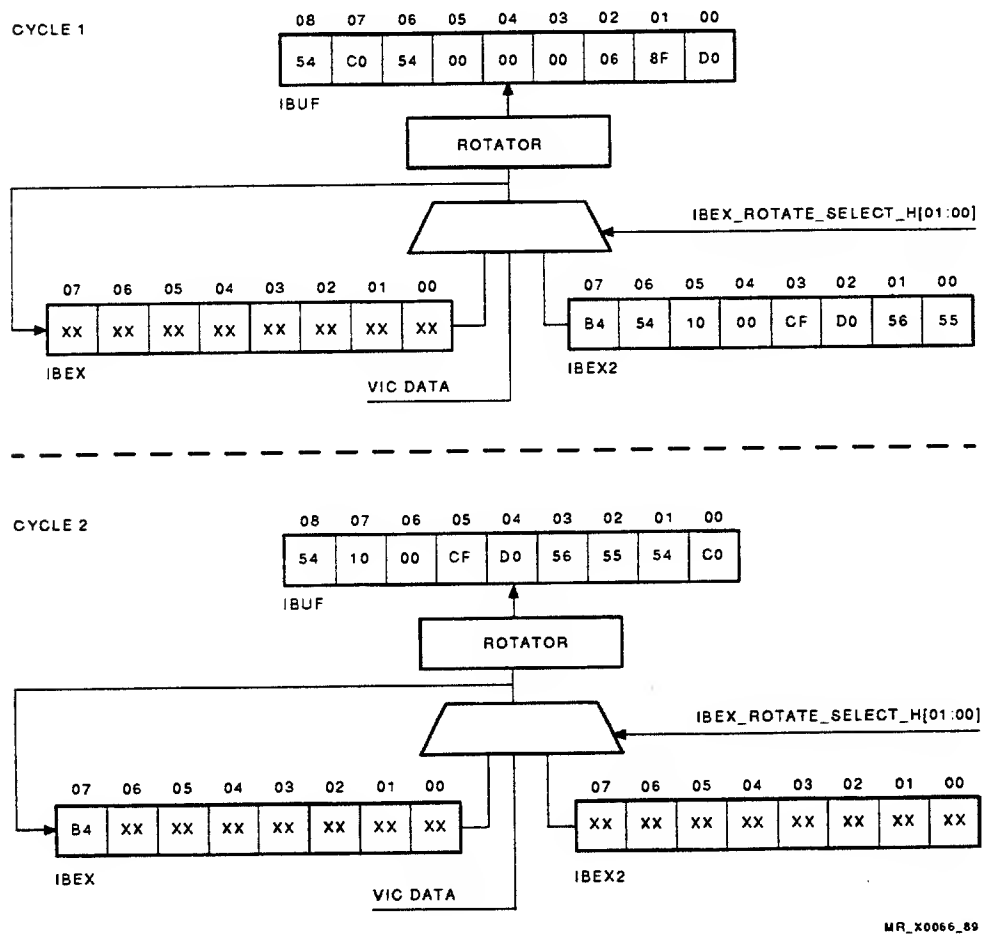 CYCLE 1
08 07 06 05 04 03 02 01 00
54 C0 54 00 00 00 06 8F D0
IBUF
ROTATOR
IBEX_ROTATE_SELECT_H[01:00]
07 06 05 04 03 02 01 00
XX XX XX XX XX XX XX XX
IBEX
07 06 05 04 03 02 01 00
B4 54 10 00 CF D0 56 55
IBEX2
VIC DATA
CYCLE 2
08 07 06 05 04 03 02 01 00
54 10 00 CF D0 56 55 54 C0
IBUF
ROTATOR
IBEX_ROTATE_SELECT_H[01:00]
07 06 05 04 03 02 01 00
B4 XX XX XX XX XX XX XX
IBEX
07 06 05 04 03 02 01 00
XX XX XX XX XX XX XX XX
IBEX2
VIC DATA
MR_X0066_89